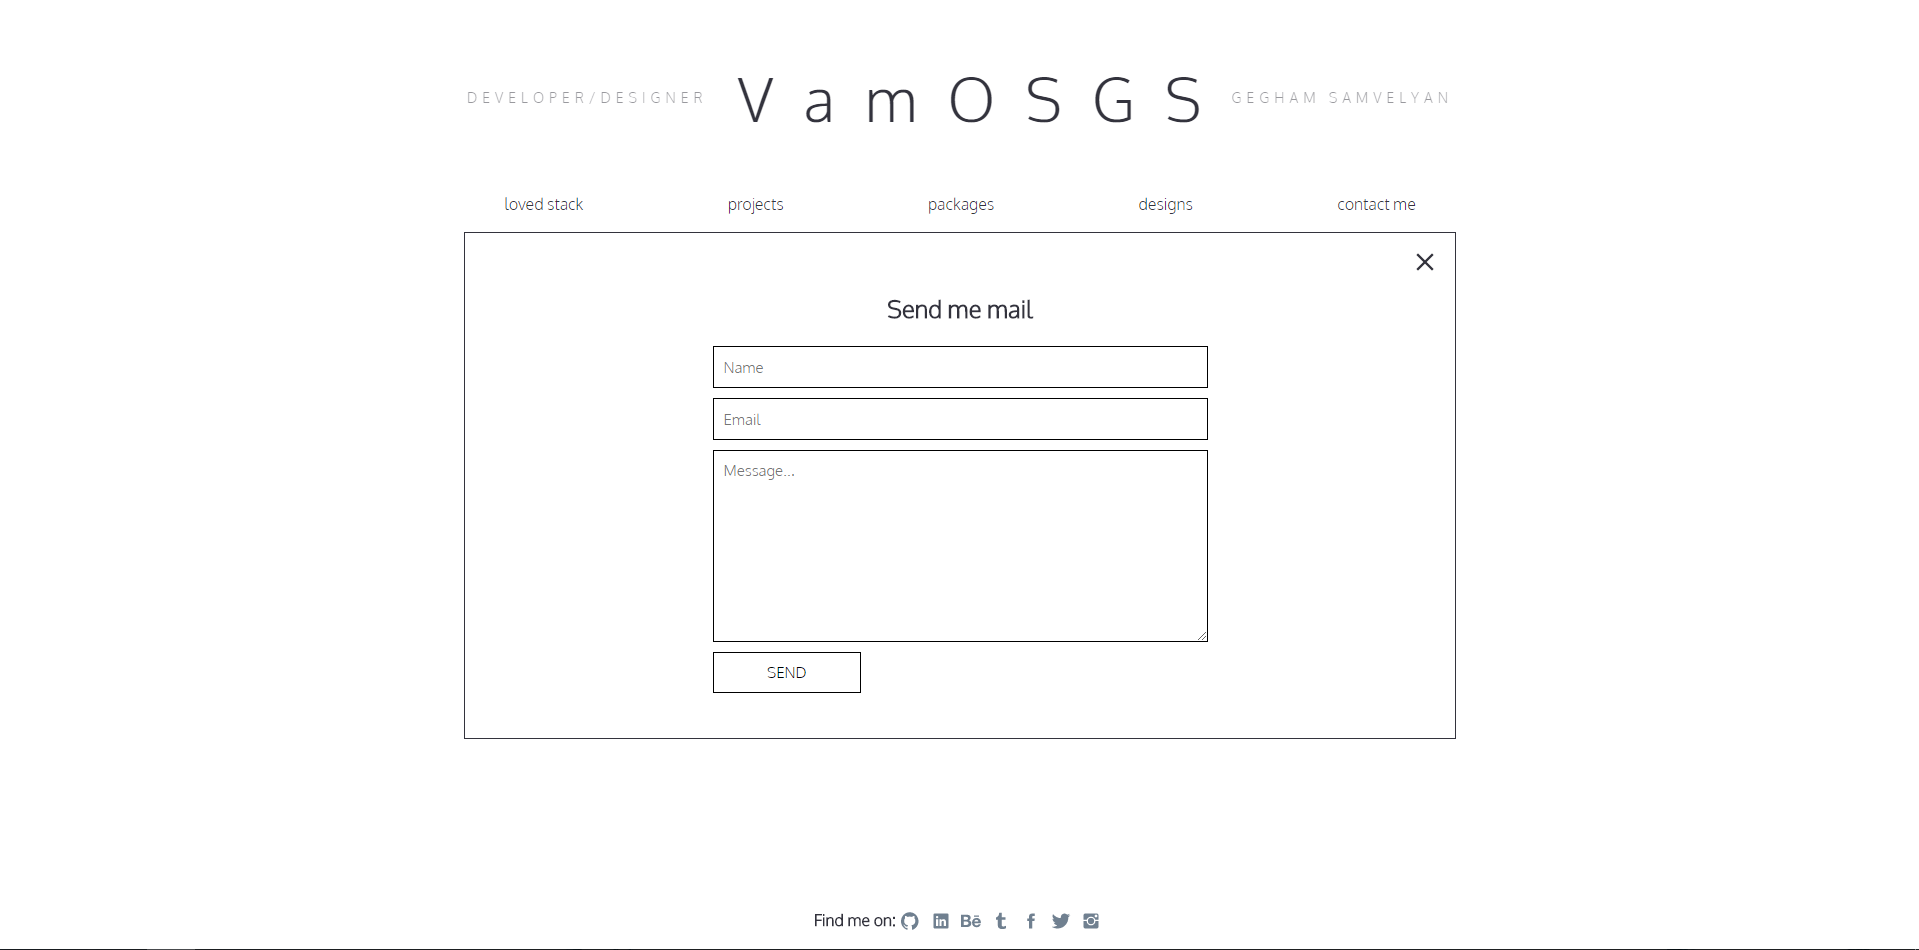 DEVELOPER/DESIGNER VamOSGS GEGHAM SAMVELYAN
loved stack projects packages designs contact me
Send me mail
Name
Email
Message...
SEND
Find me on: